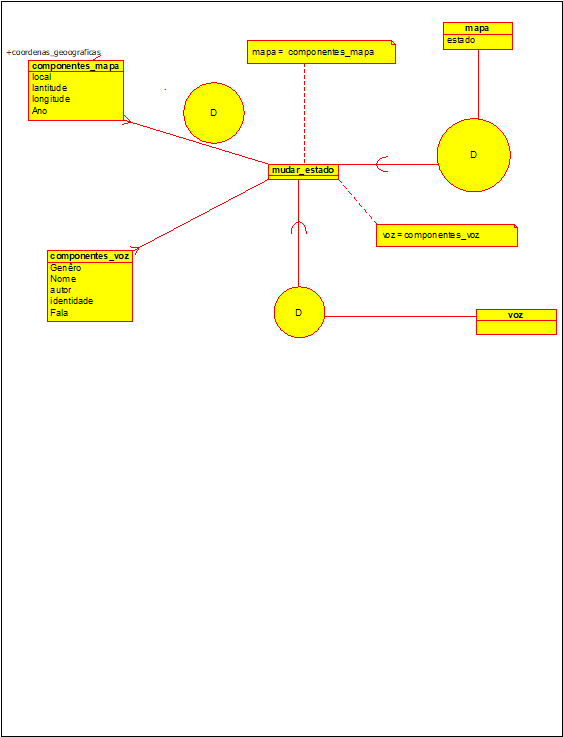 mapa
estado
mapa = componentes_mapa
+coordenas_geograficas
componentes_mapa
local
lantitude
longitude
Ano
D
D
mudar_estado
voz = componentes_voz
componentes_voz
Genêro
Nome
autor
identidade
Fala
D
voz